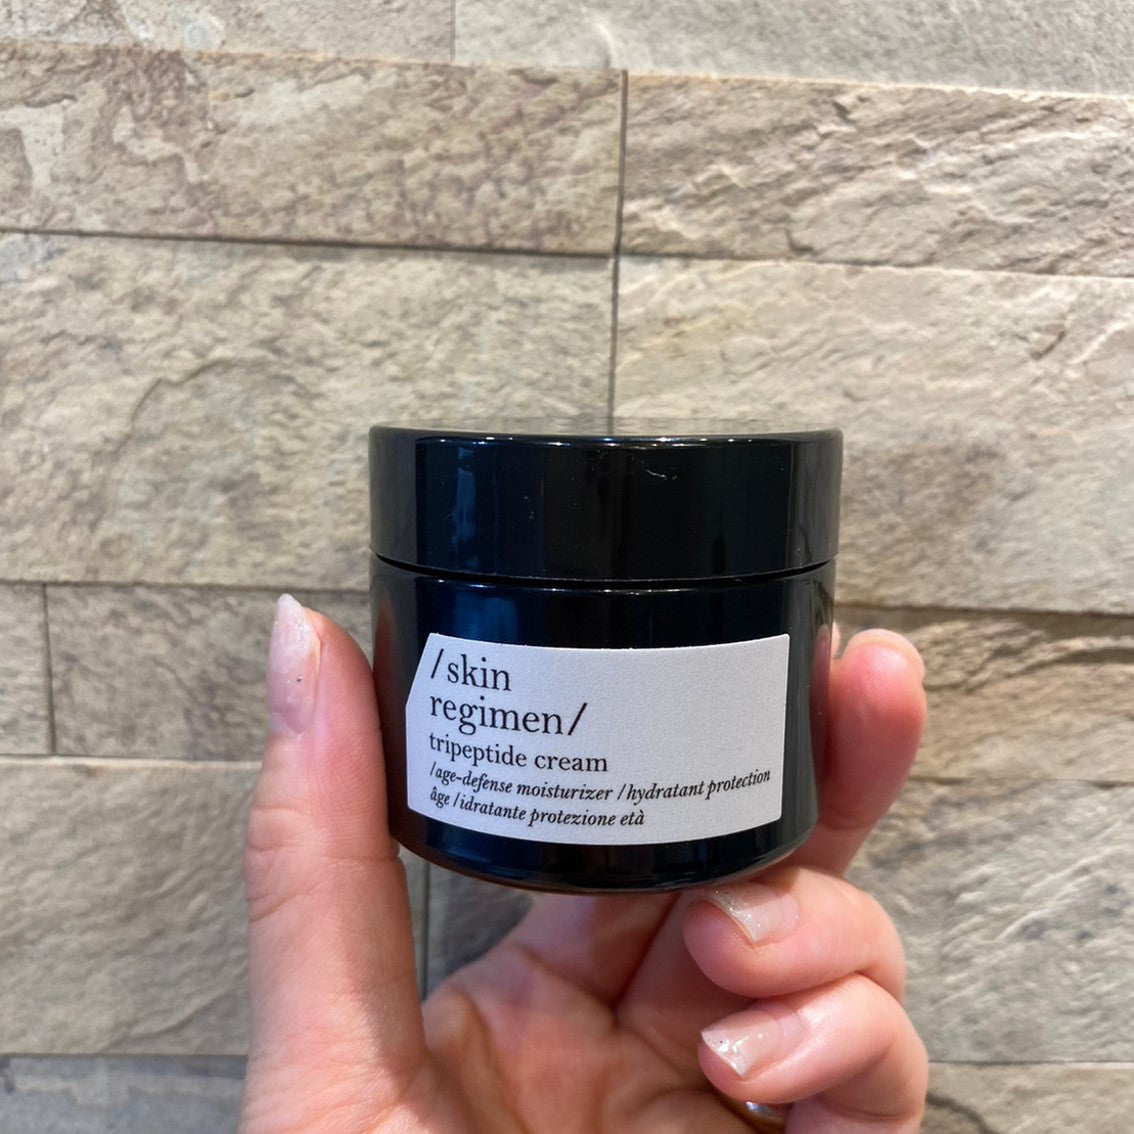 /skin
regimen/
tripeptide cream
/age-defense moisturizer /hydratant protection
âge /idratante protezione età